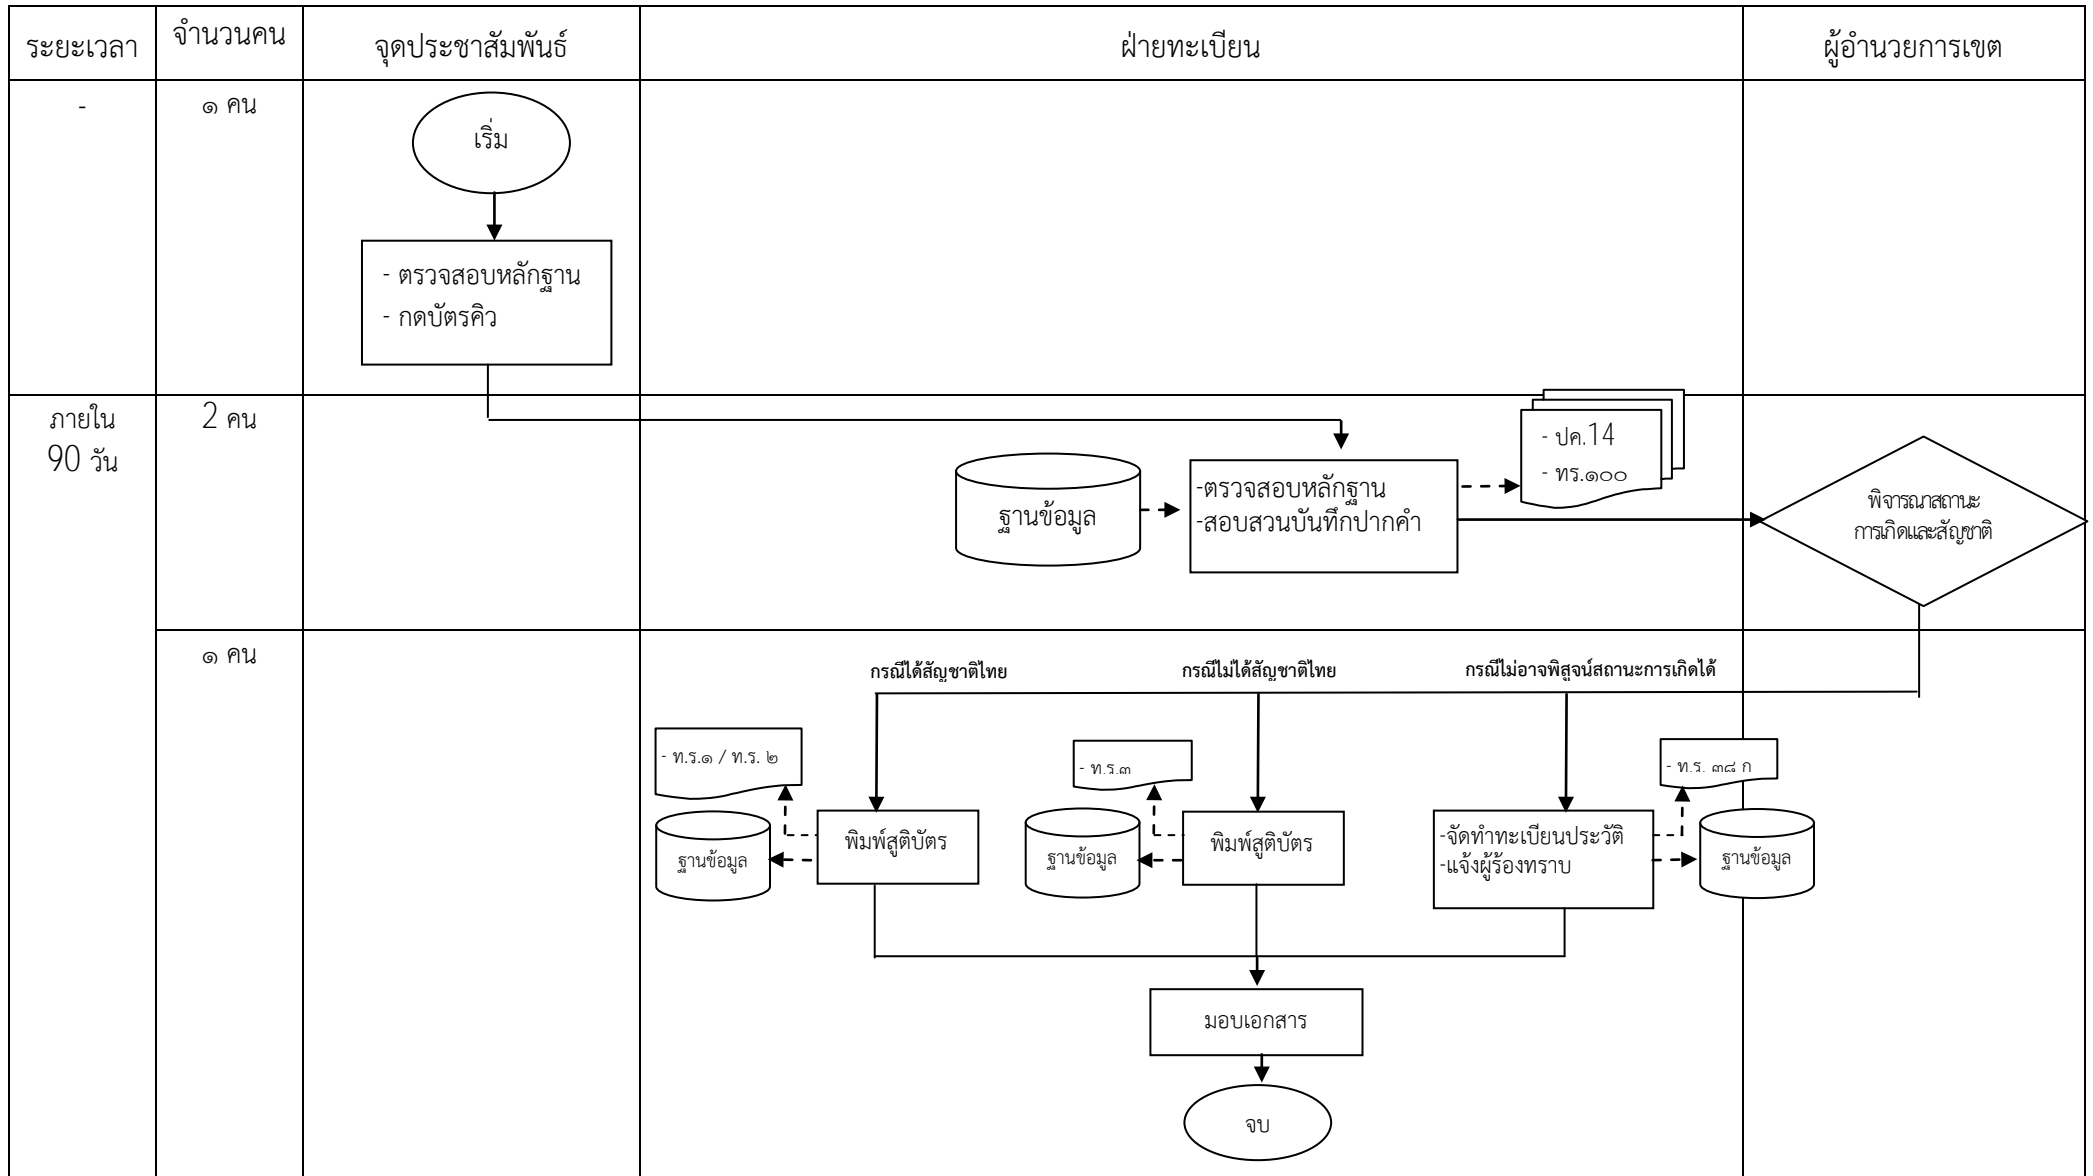 ระยะเวลา
จำนวนคน
จุดประชาสัมพันธ์
ฝ่ายทะเบียน
ผู้อำนวยการเขต
-
๑ คน
เริ่ม
- ตรวจสอบหลักฐาน
- กดบัตรคิว
ภายใน
90 วัน
2 คน
ฐานข้อมูล
-ตรวจสอบหลักฐาน
-สอบสวนบันทึกปากคำ
- ปค.14
- ทร.๑๐๐
พิจารณาสถานะ
การเกิดและสัญชาติ
๑ คน
กรณีได้สัญชาติไทย
กรณีไม่ได้สัญชาติไทย
กรณีไม่อาจพิสูจน์สถานะการเกิดได้
- ท.ร.๑ / ท.ร. ๒
ฐานข้อมูล
พิมพ์สูติบัตร
- ท.ร.๓
ฐานข้อมูล
พิมพ์สูติบัตร
- ท.ร. ๓๘ ก
-จัดทำทะเบียนประวัติ
-แจ้งผู้ร้องทราบ
ฐานข้อมูล
มอบเอกสาร
จบ